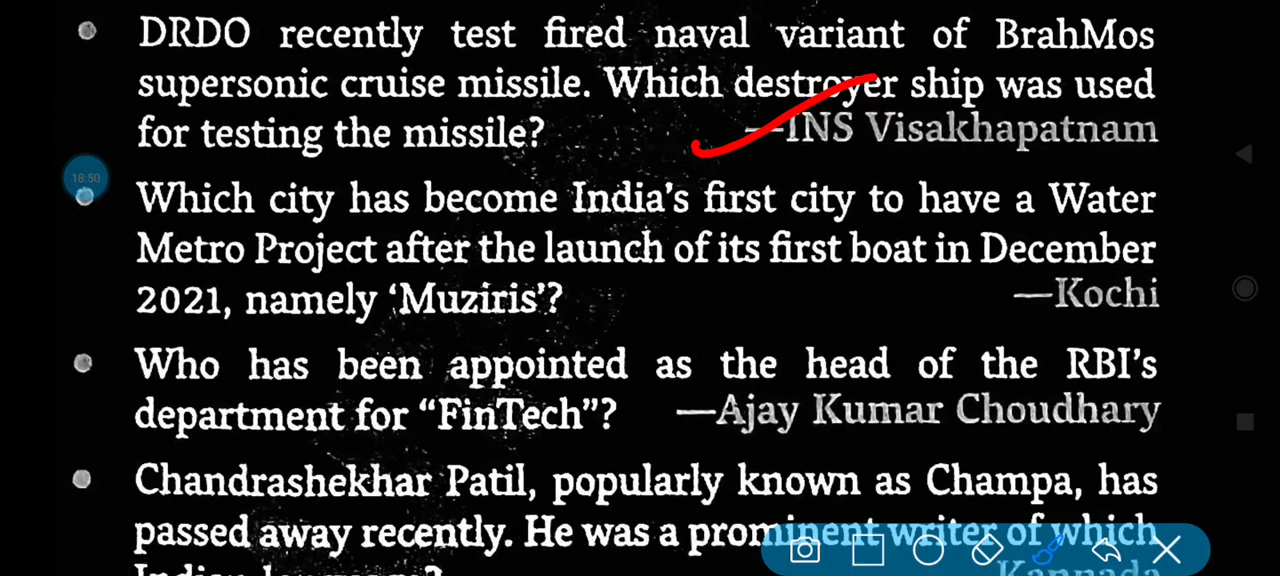 DRDO recently test fired naval variant of BrahMos
supersonic cruise missile. Which destroyer ship was used
for testing the missile? —INS Visakhapatnam
18:50
Which city has become India's first city to have a Water
Metro Project after the launch of its first boat in December
2021, namely ‘Muziris’? —Kochi
Who has been appointed as the head of the RBI's
department for “FinTech”? —Ajay Kumar Choudhary
Chandrashekhar Patil, popularly known as Champa, has
passed away recently. He was a prominent writer of which
Indian language? Kannada